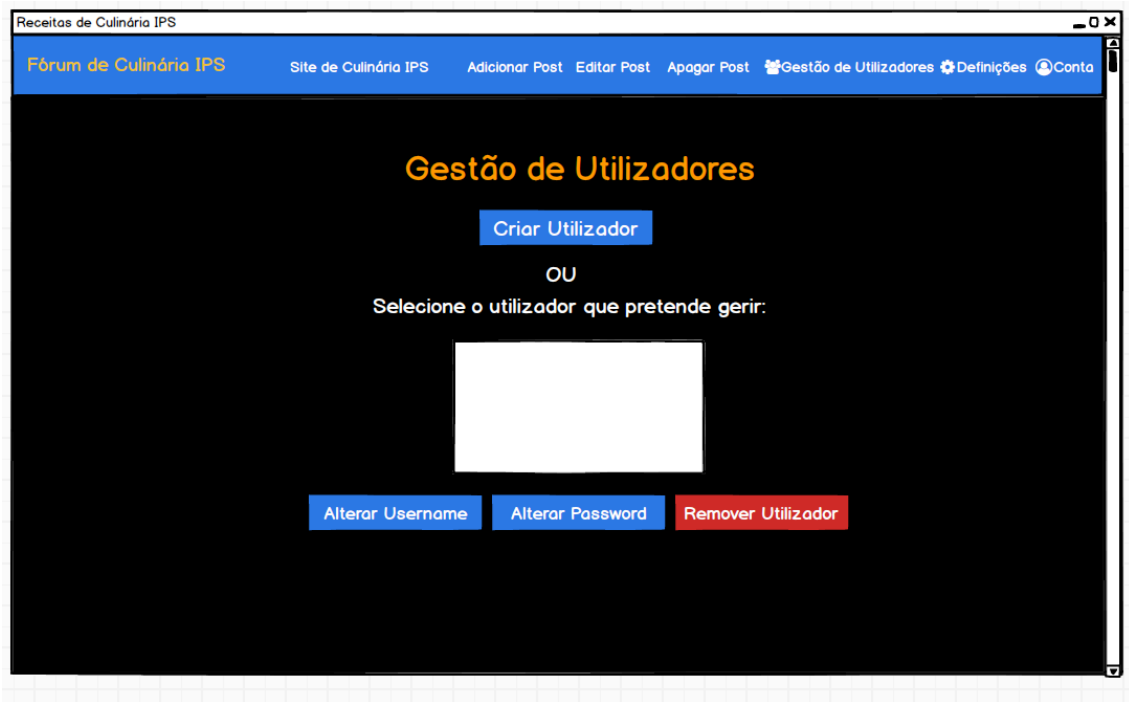 Receitas de Culinária IPS
Fórum de Culinária IPS Site de Culinária IPS Adicionar Post Editar Post Apagar Post Gestão de Utilizadores Definições Conta
Gestão de Utilizadores
Criar Utilizador
OU
Selecione o utilizador que pretende gerir:
Alterar Username Alterar Password Remover Utilizador